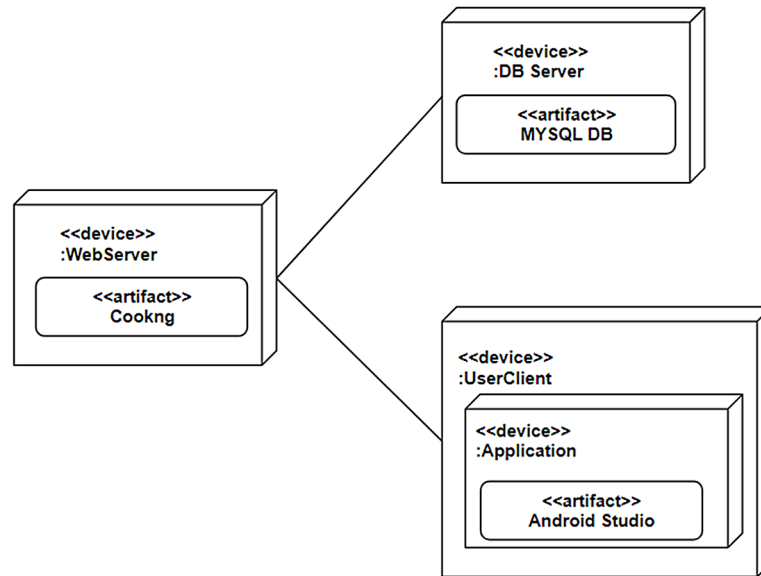 <<device>>
:DB Server
<<artifact>>
MYSQL DB
<<device>>
:WebServer
<<artifact>>
Cookng
<<device>>
:UserClient
<<device>>
:Application
<<artifact>>
Android Studio